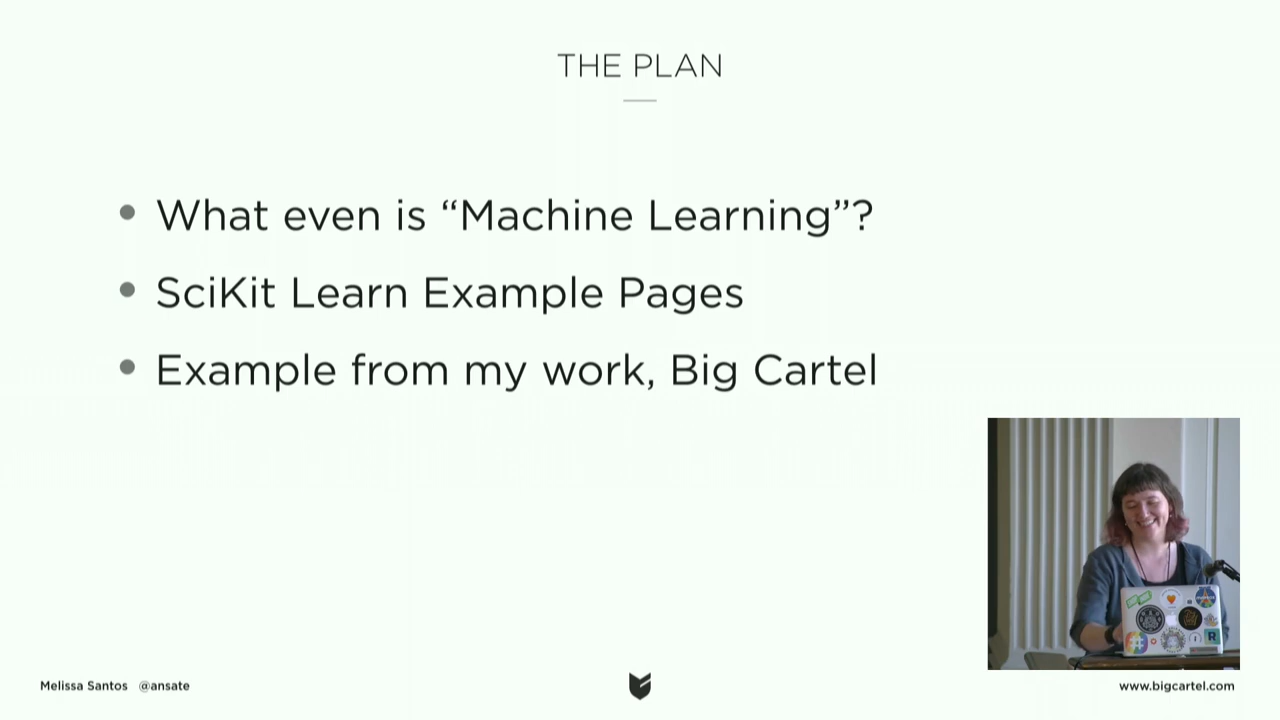 THE PLAN
What even is “Machine Learning”?
SciKit Learn Example Pages
Example from my work, Big Cartel
Melissa Santos @ansate
www.bigcartel.com